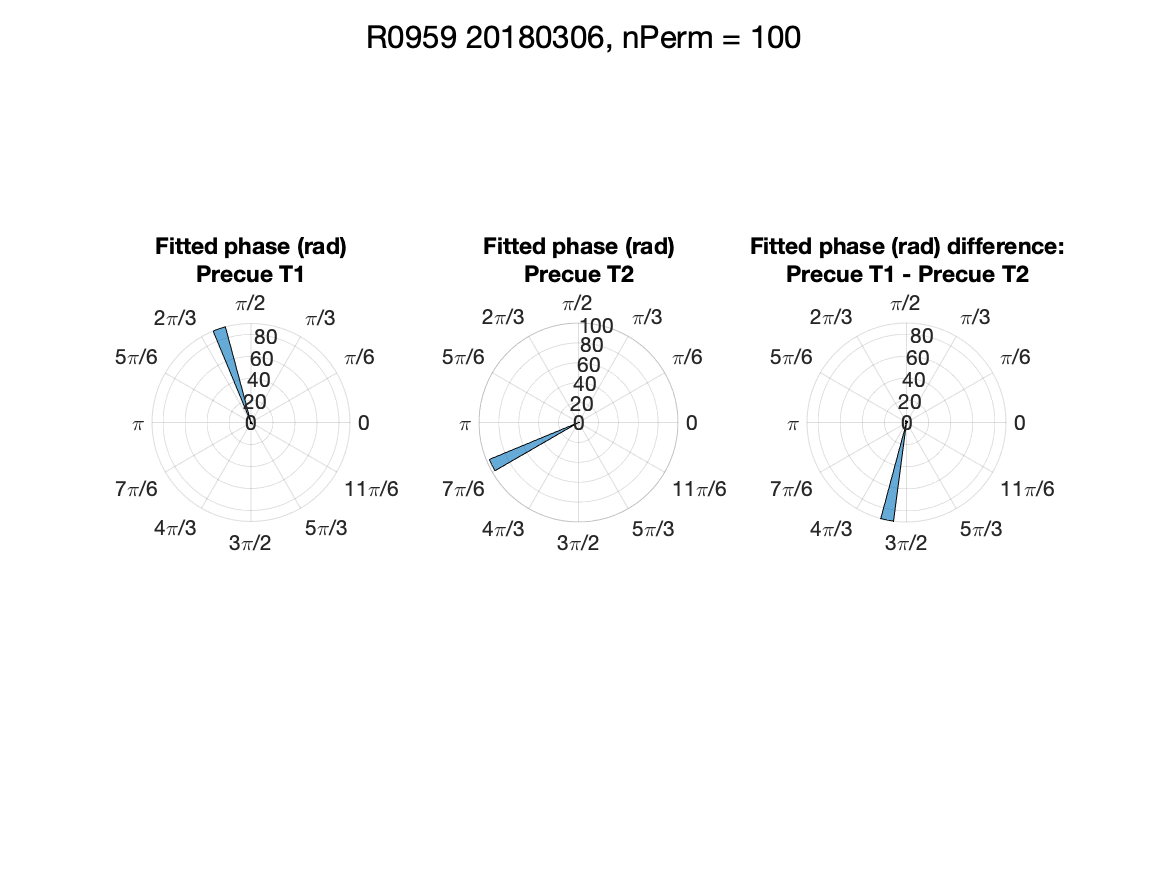 R0959 20180306, nPerm = 100
Fitted phase (rad)
Precue T1
π/2
2π/3
π/3
5π/6
π/6
π
0
7π/6
11π/6
4π/3
5π/3
3π/2
80
60
40
20
0
Fitted phase (rad)
Precue T2
π/2
2π/3
π/3
5π/6
π/6
π
0
7π/6
11π/6
4π/3
5π/3
3π/2
100
80
60
40
20
0
Fitted phase (rad) difference:
Precue T1 - Precue T2
π/2
2π/3
π/3
5π/6
π/6
π
0
7π/6
11π/6
4π/3
5π/3
3π/2
80
60
40
20
0